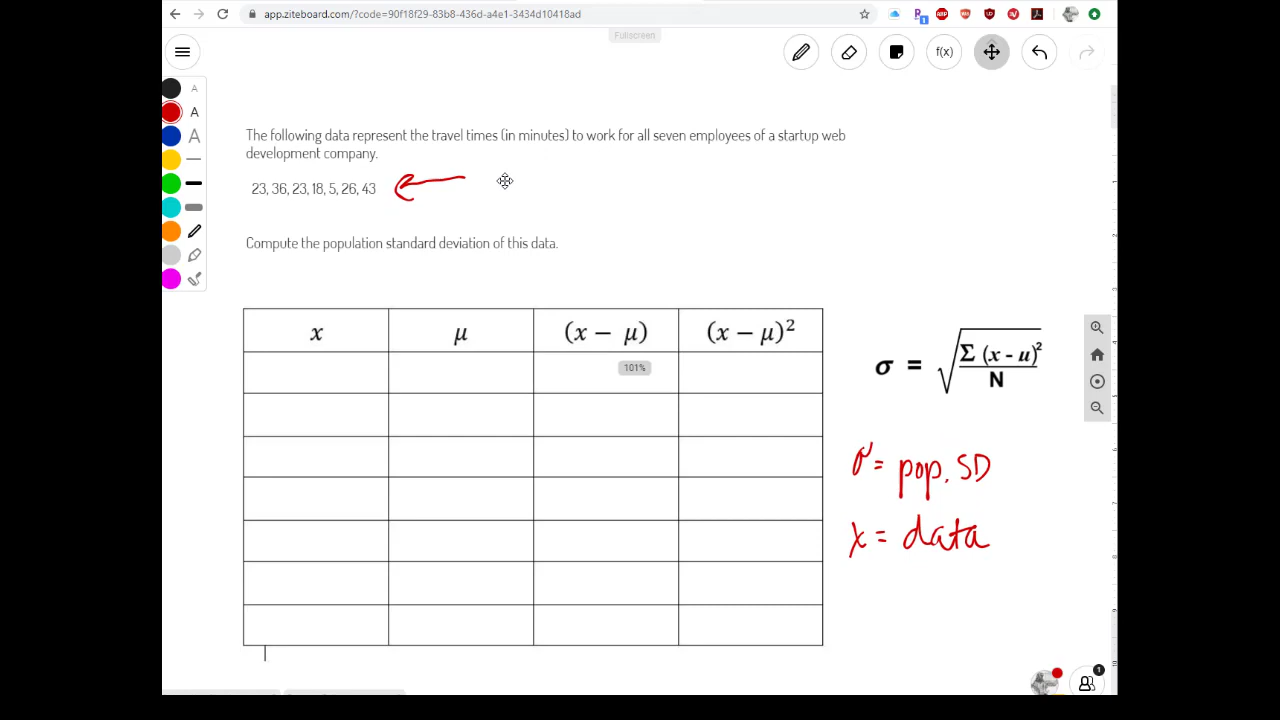 app.ziteboard.com/?code=90f18f29-83b8-436d-a4e1-3434d10418ad
Fullscreen
f(x)
A
A
A
The following data represent the travel times (in minutes) to work for all seven employees of a startup web
development company.
23, 36, 23, 18, 5, 26, 43
Compute the population standard deviation of this data.
x μ (x − μ) (x − μ)²
101%
σ = √(Σ (x - u)² / N)
σ = pop. SD
x = data
1